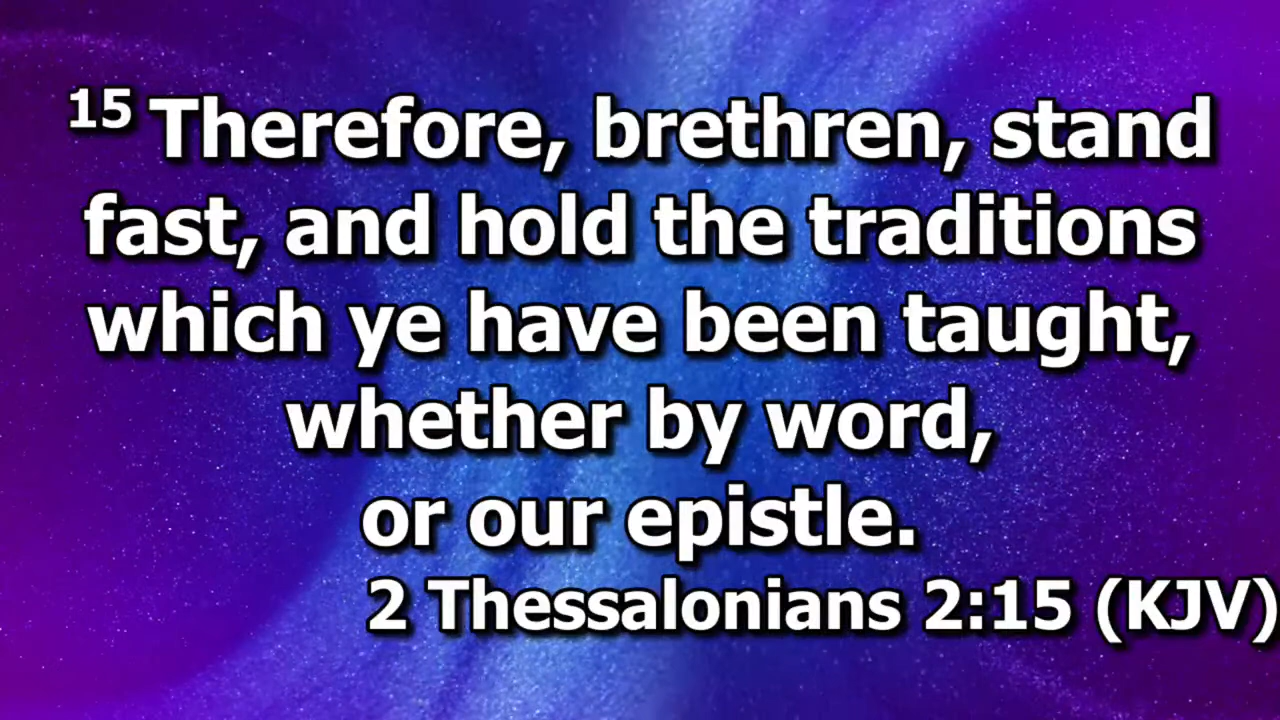 15 Therefore, brethren, stand
fast, and hold the traditions
which ye have been taught,
whether by word,
or our epistle.
2 Thessalonians 2:15 (KJV)